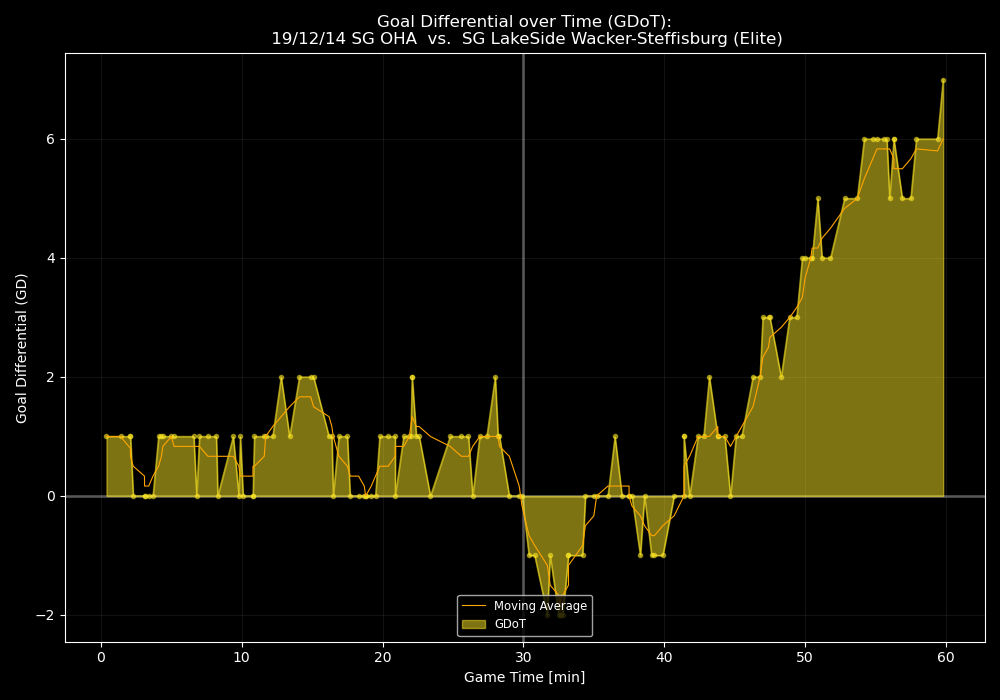 Goal Differential over Time (GDoT):
19/12/14 SG OHA  vs.  SG LakeSide Wacker-Steffisburg (Elite)
Goal Differential (GD)
6
4
2
0
−2
Moving Average
GDoT
0 10 20 30 40 50 60
Game Time [min]